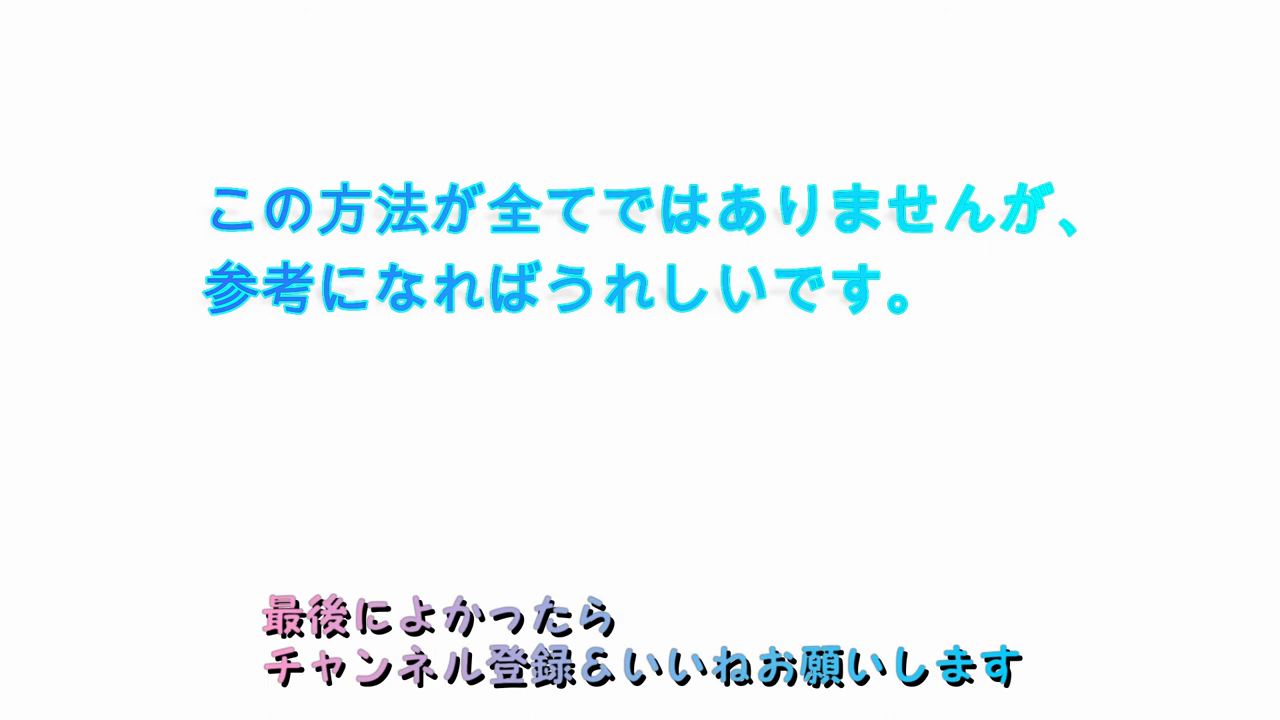 この方法が全てではありませんが、
参考になればうれしいです。
最後によかったら
チャンネル登録＆いいねお願いします